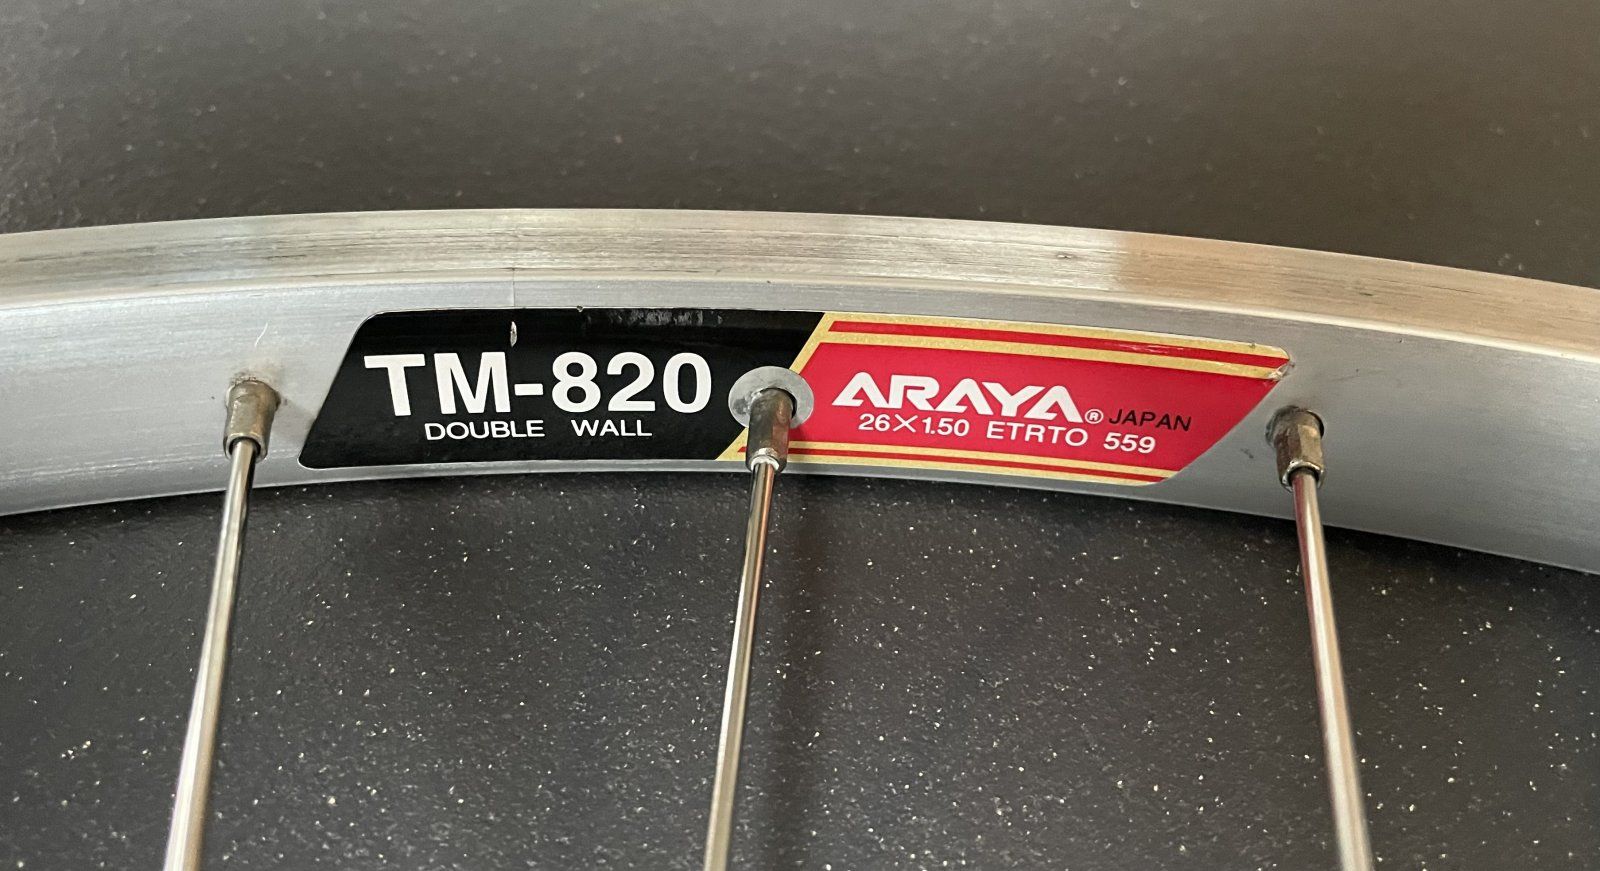 TM-820
DOUBLE WALL
ARAYA® JAPAN
26×1.50 ETRTO 559